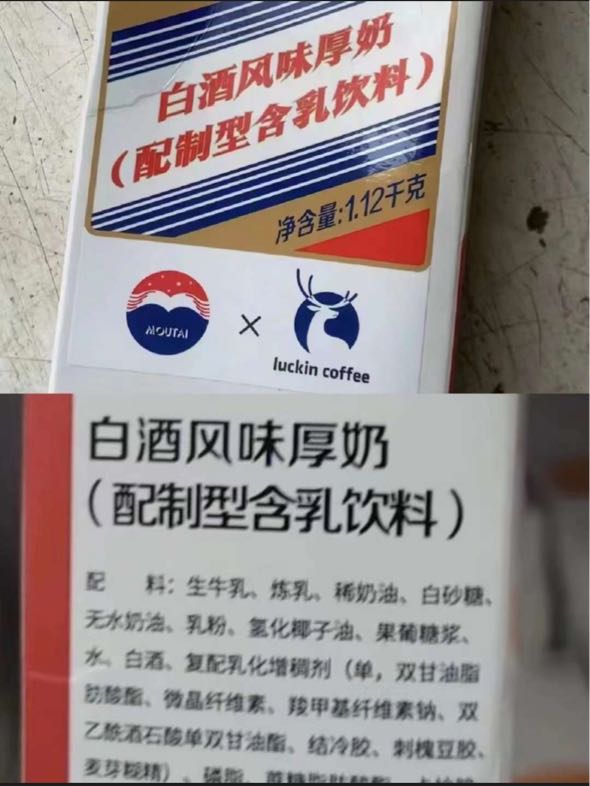 白酒风味厚奶
（配制型含乳饮料）
净含量:1.12千克
MOUTAI
×
luckin coffee
白酒风味厚奶
（配制型含乳饮料）
配 料：生牛乳、炼乳、稀奶油、白砂糖、
无水奶油、乳粉、氢化椰子油、果葡糖浆、
水、白酒、复配乳化增稠剂（单，双甘油脂
肪酸酯、微晶纤维素、羧甲基纤维素钠、双
乙酰酒石酸单双甘油酯、结冷胶、刺槐豆胶、
麦芽糊精）、磷脂、蔗糖脂肪酸酯、